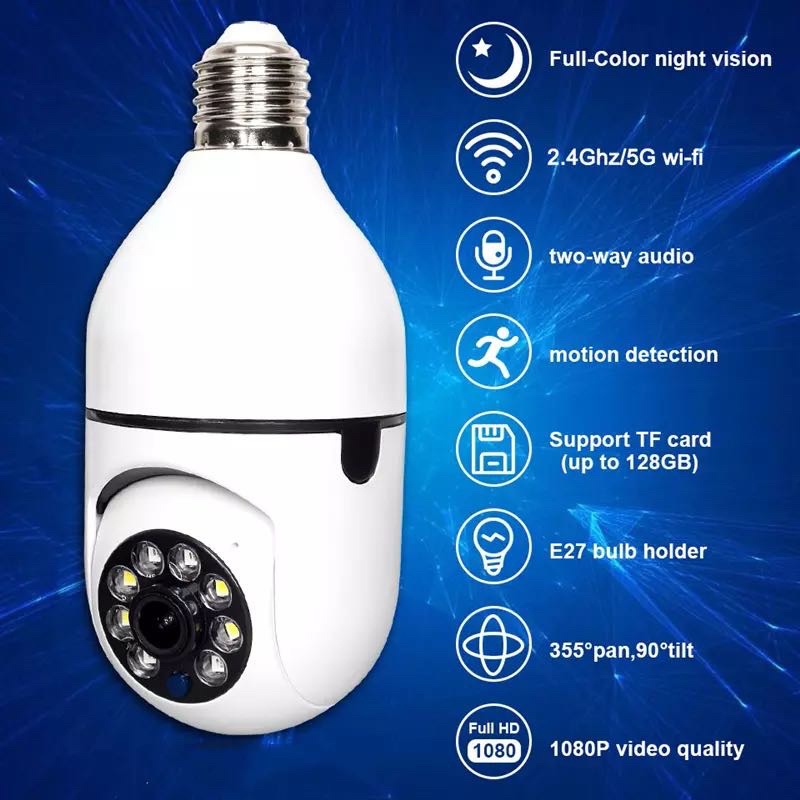 Full-Color night vision
2.4Ghz/5G wi-fi
two-way audio
motion detection
Support TF card
(up to 128GB)
E27 bulb holder
355°pan,90°tilt
Full HD
1080
1080P video quality